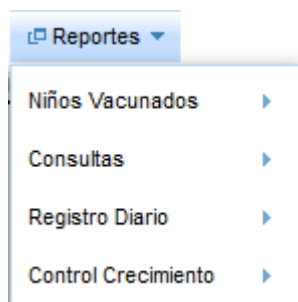 Reportes
Niños Vacunados
Consultas
Registro Diario
Control Crecimiento